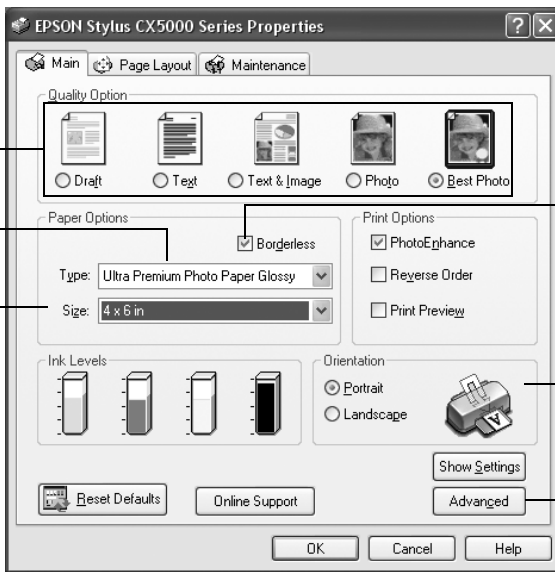 EPSON Stylus CX5000 Series Properties
Main
Page Layout
Maintenance
Quality Option
Draft
Text
Text & Image
Photo
Best Photo
Paper Options
Borderless
Type: Ultra Premium Photo Paper Glossy
Size: 4 x 6 in
Print Options
PhotoEnhance
Reverse Order
Print Preview
Ink Levels
Orientation
Portrait
Landscape
A
Show Settings
Reset Defaults
Online Support
Advanced
OK
Cancel
Help